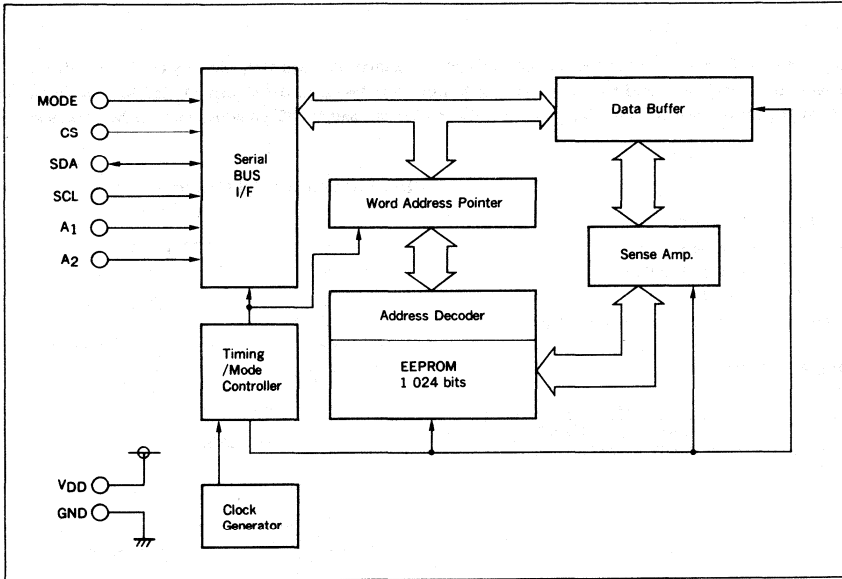 MODE
CS
SDA
SCL
A1
A2
Serial
BUS
I/F
Data Buffer
Word Address Pointer
Sense Amp.
Address Decoder
EEPROM
1 024 bits
Timing
/Mode
Controller
Clock
Generator
VDD
GND